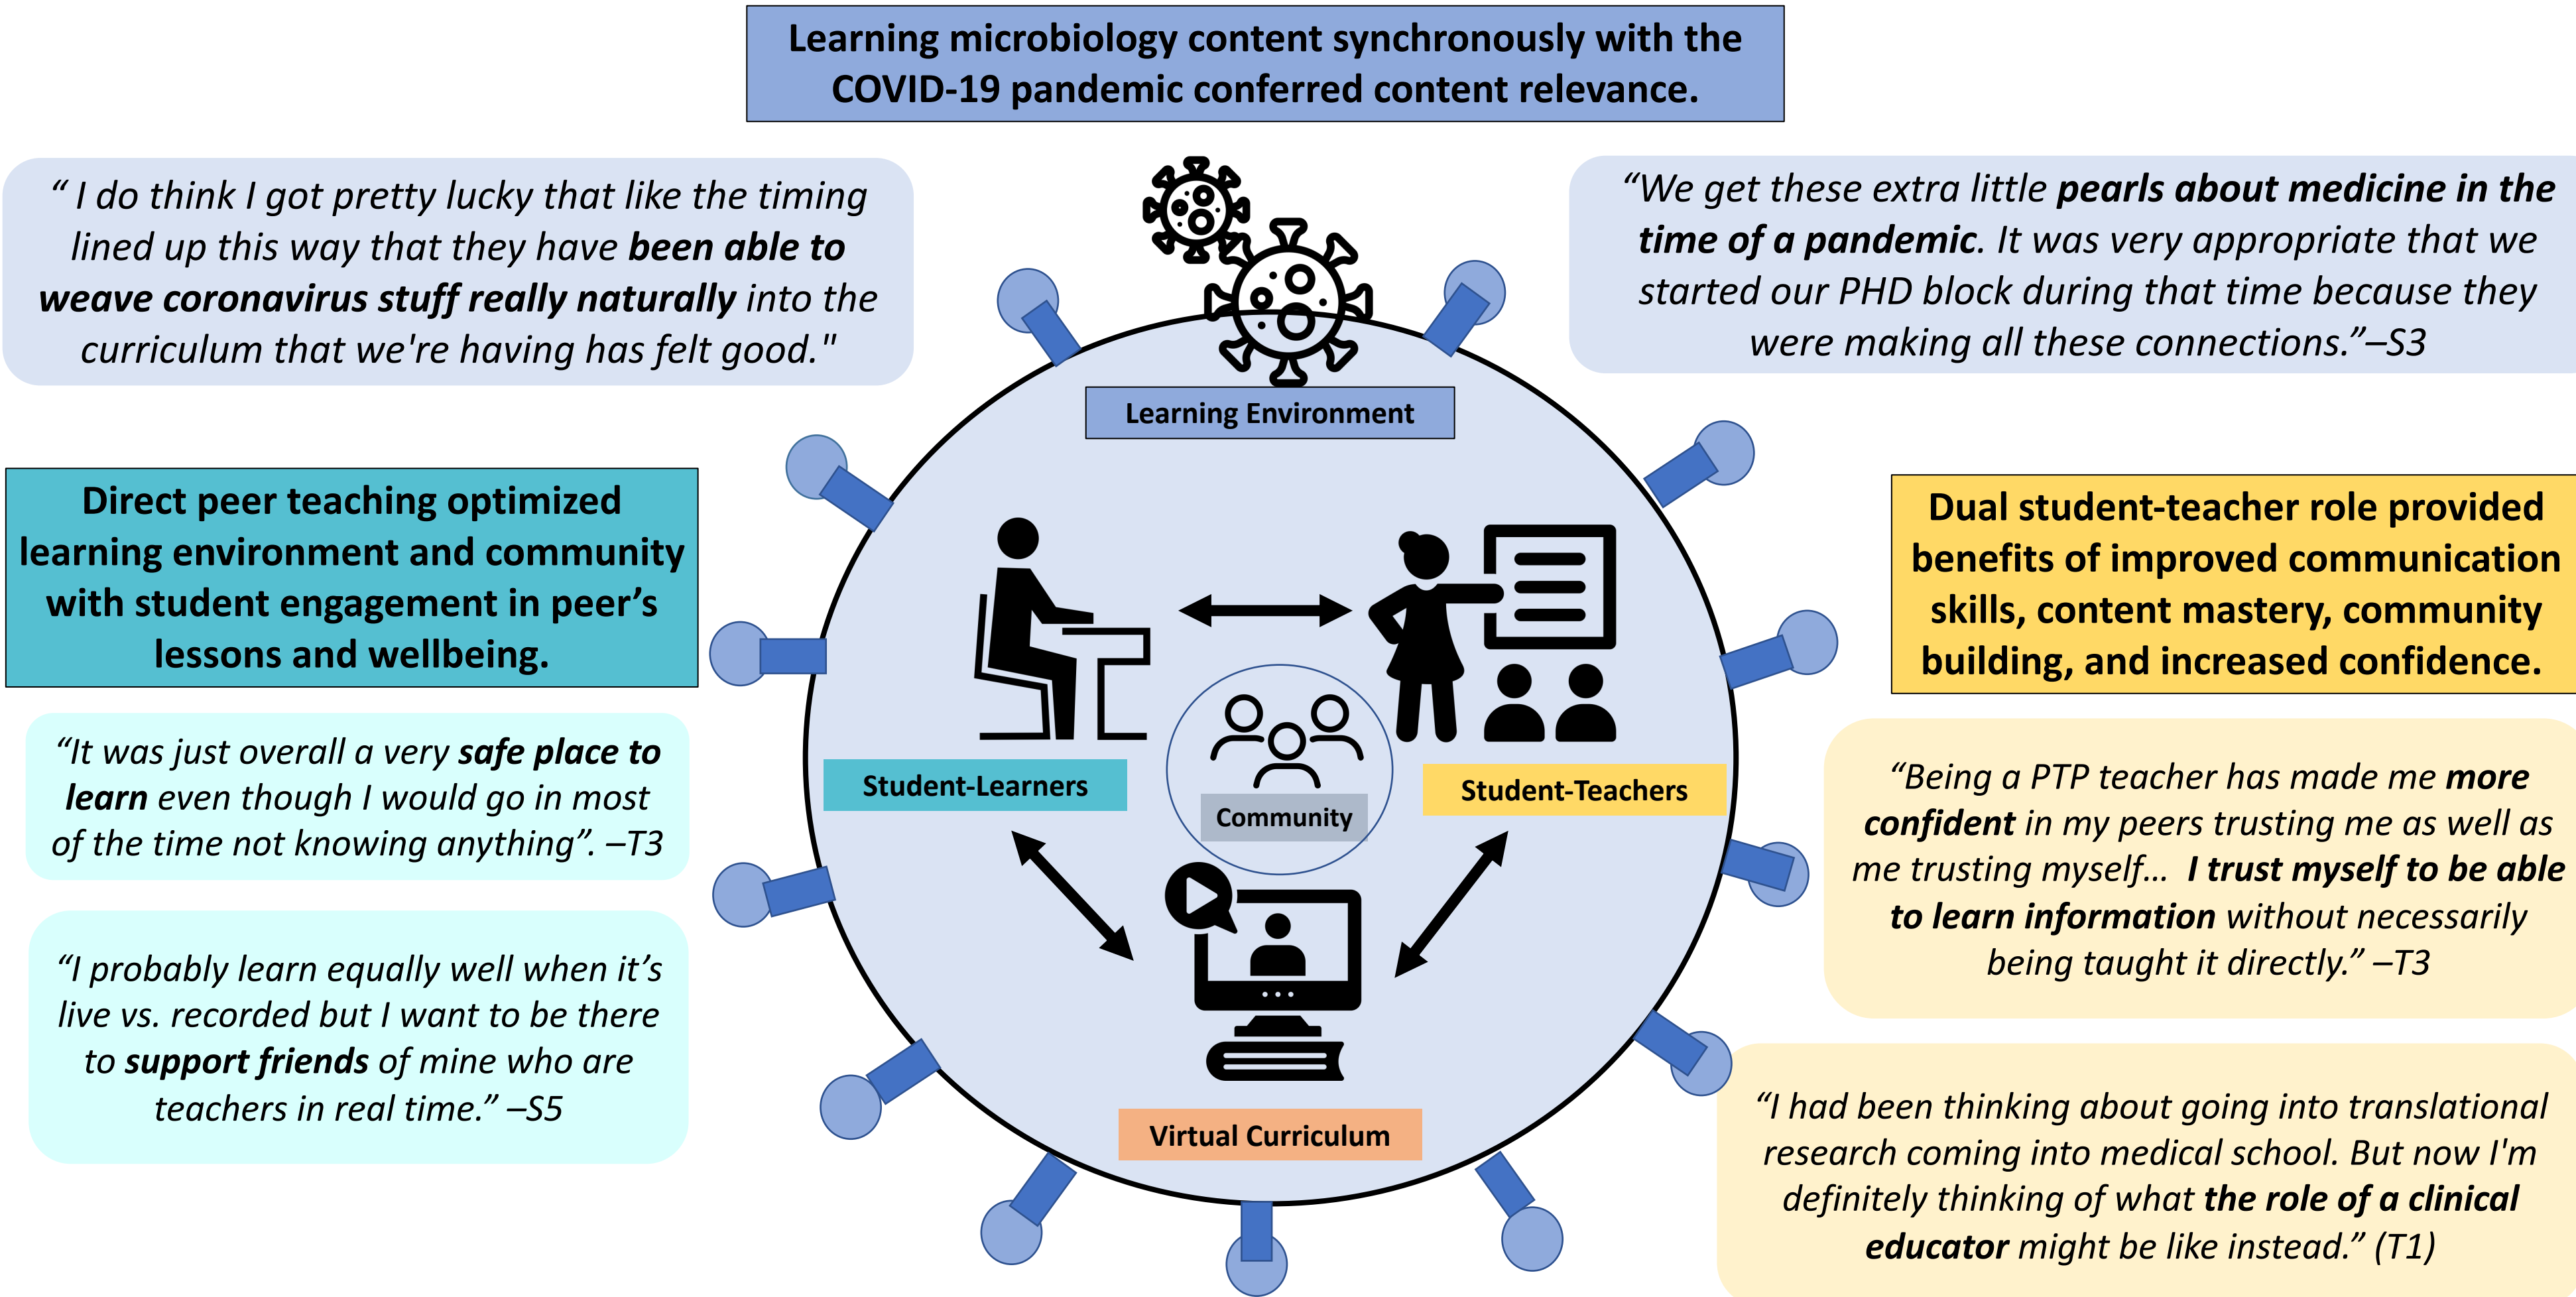 Learning microbiology content synchronously with the
COVID-19 pandemic conferred content relevance.
“ I do think I got pretty lucky that like the timing
lined up this way that they have been able to
weave coronavirus stuff really naturally into the
curriculum that we're having has felt good."
“We get these extra little pearls about medicine in the
time of a pandemic. It was very appropriate that we
started our PHD block during that time because they
were making all these connections.”–S3
Learning Environment
Direct peer teaching optimized
learning environment and community
with student engagement in peer’s
lessons and wellbeing.
“It was just overall a very safe place to
learn even though I would go in most
of the time not knowing anything”. –T3
“I probably learn equally well when it’s
live vs. recorded but I want to be there
to support friends of mine who are
teachers in real time.” –S5
Student-Learners
Community
Student-Teachers
Virtual Curriculum
Dual student-teacher role provided
benefits of improved communication
skills, content mastery, community
building, and increased confidence.
“Being a PTP teacher has made me more
confident in my peers trusting me as well as
me trusting myself… I trust myself to be able
to learn information without necessarily
being taught it directly.” –T3
“I had been thinking about going into translational
research coming into medical school. But now I'm
definitely thinking of what the role of a clinical
educator might be like instead.” (T1)